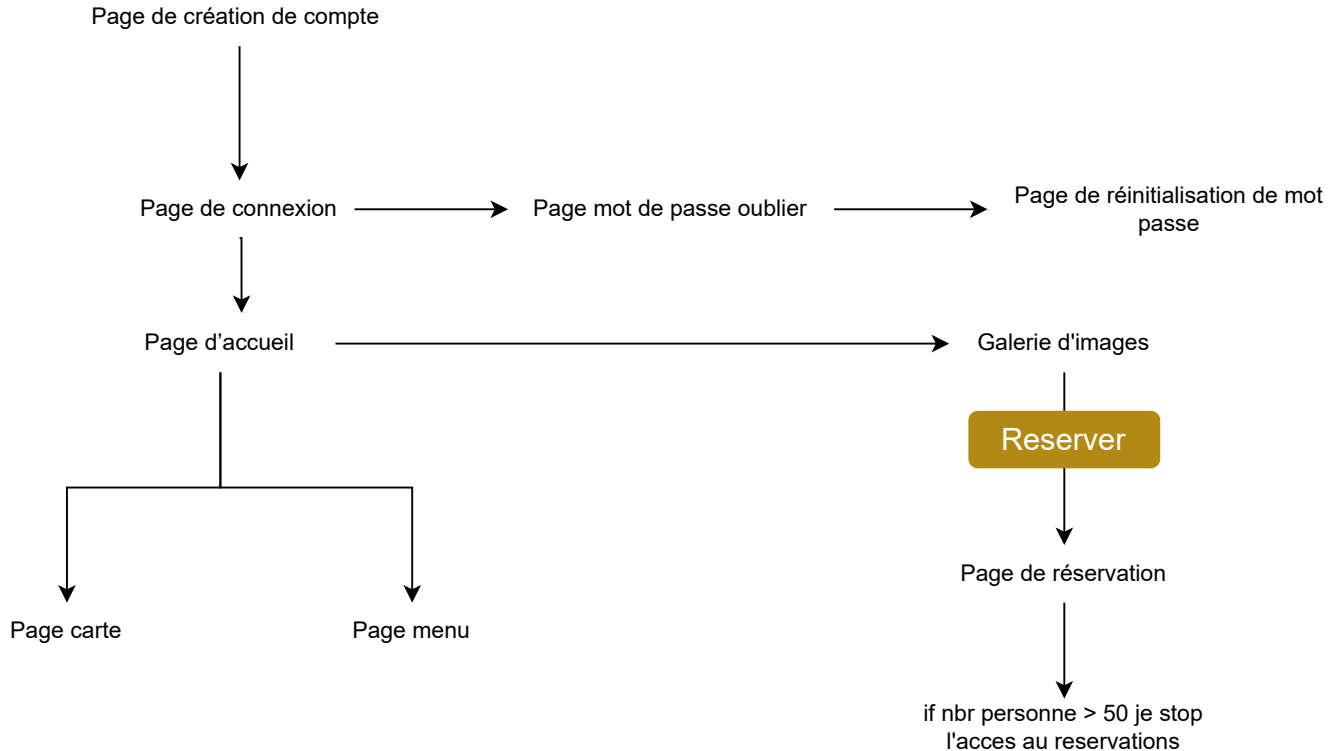 Page de création de compte
Page de connexion
Page mot de passe oublier
Page de réinitialisation de mot
passe
Page d’accueil
Galerie d'images
Reserver
Page de réservation
Page carte
Page menu
if nbr personne > 50 je stop
l'acces au reservations